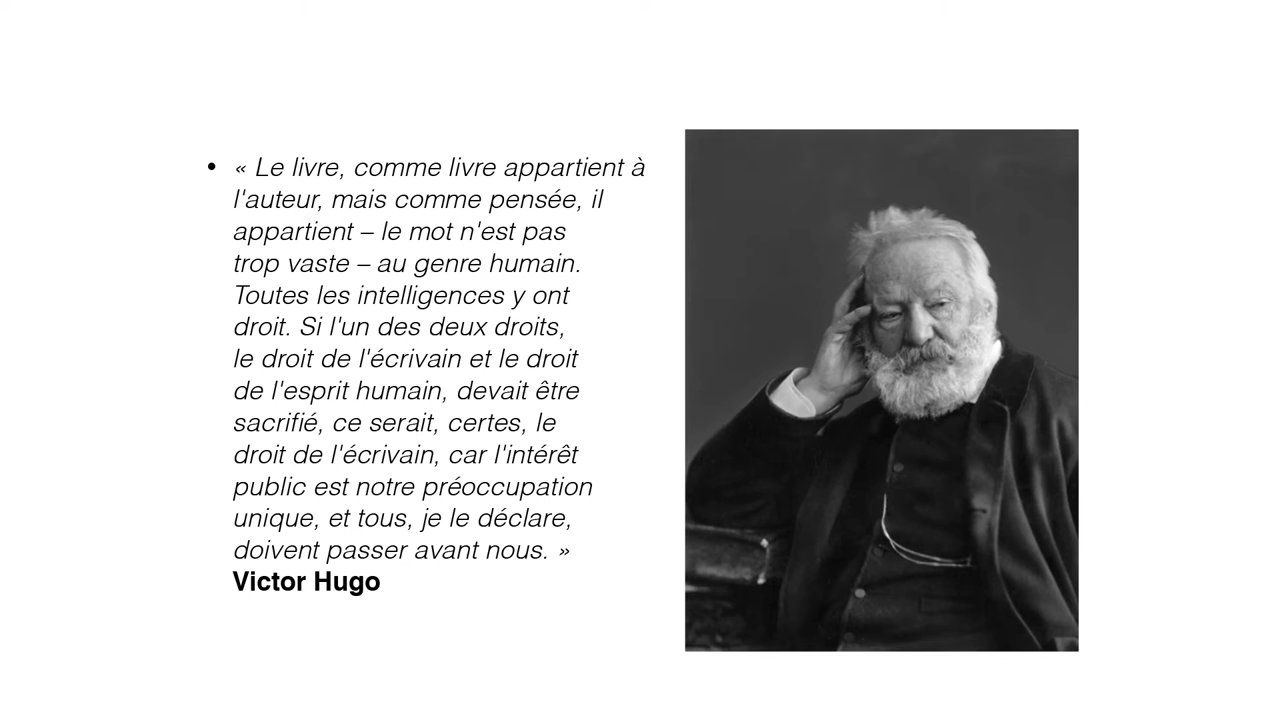 • « Le livre, comme livre appartient à
l'auteur, mais comme pensée, il
appartient – le mot n'est pas
trop vaste – au genre humain.
Toutes les intelligences y ont
droit. Si l'un des deux droits,
le droit de l'écrivain et le droit
de l'esprit humain, devait être
sacrifié, ce serait, certes, le
droit de l'écrivain, car l'intérêt
public est notre préoccupation
unique, et tous, je le déclare,
doivent passer avant nous. »
Victor Hugo